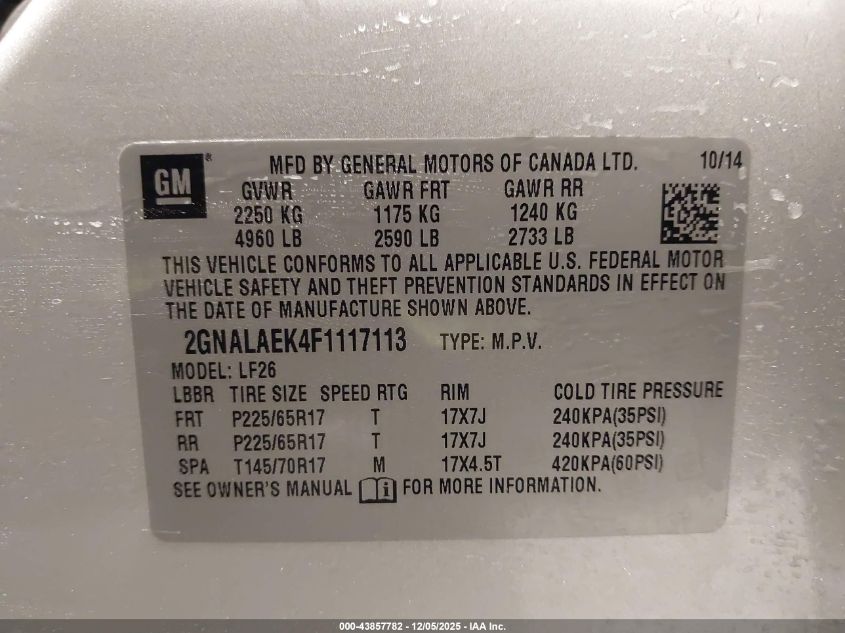 GM ®
MFD BY GENERAL MOTORS OF CANADA LTD. 10/14
GVWR GAWR FRT GAWR RR
2250 KG 1175 KG 1240 KG
4960 LB 2590 LB 2733 LB
THIS VEHICLE CONFORMS TO ALL APPLICABLE U.S. FEDERAL MOTOR
VEHICLE SAFETY AND THEFT PREVENTION STANDARDS IN EFFECT ON
THE DATE OF MANUFACTURE SHOWN ABOVE.
2GNALAEK4F1117113 TYPE: M.P.V.
MODEL: LF26
LBBR TIRE SIZE SPEED RTG RIM COLD TIRE PRESSURE
FRT P225/65R17 T 17X7J 240KPA(35PSI)
RR P225/65R17 T 17X7J 240KPA(35PSI)
SPA T145/70R17 M 17X4.5T 420KPA(60PSI)
SEE OWNER'S MANUAL i FOR MORE INFORMATION.
000-43857782 - 12/05/2025 - IAA Inc.